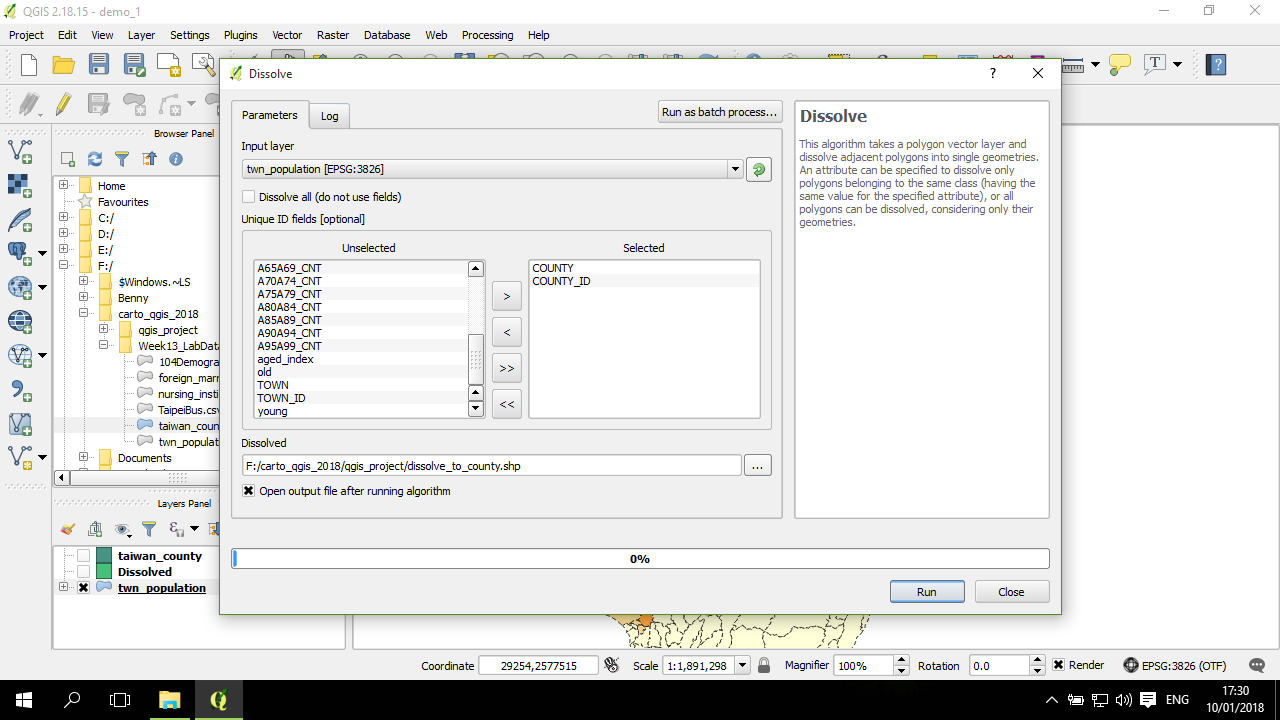 QGIS 2.18.15 - demo_1
Project Edit View Layer Settings Plugins Vector Raster Database Web Processing Help
Dissolve
?
Parameters
Log
Run as batch process...
Input layer
twn_population [EPSG:3826]
Dissolve all (do not use fields)
Unique ID fields [optional]
Unselected
A65A69_CNT
A70A74_CNT
A75A79_CNT
A80A84_CNT
A85A89_CNT
A90A94_CNT
A95A99_CNT
aged_index
old
TOWN
TOWN_ID
young
>
<
>>
<<
Selected
COUNTY
COUNTY_ID
Dissolved
F:/carto_qgis_2018/qgis_project/dissolve_to_county.shp
...
Open output file after running algorithm
Dissolve
This algorithm takes a polygon vector layer and
dissolve adjacent polygons into single geometries.
An attribute can be specified to dissolve only
polygons belonging to the same class (having the
same value for the specified attribute), or all
polygons can be dissolved, considering only their
geometries.
0%
Run
Close
Browser Panel
Home
Favourites
C:/
D:/
E:/
F:/
$Windows.~LS
Benny
carto_qgis_2018
qgis_project
Week13_LabData
104Demogra
foreign_marr
nursing_insti
TaipeiBus.csv
taiwan_coun
twn_populati
Documents
Layers Panel
taiwan_county
Dissolved
twn_population
Coordinate 29254,2577515 Scale 1:1,891,298 Magnifier 100% Rotation 0.0 Render EPSG:3826 (OTF)
ENG
17:30
10/01/2018